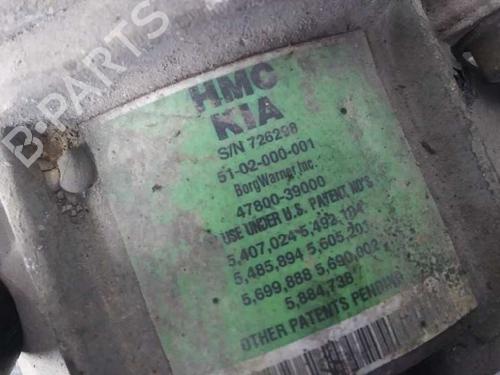 B-PARTS
HMC
KIA
S/N 726298
51-02-000-001
BorgWarner Inc.
47800-39000
USE UNDER U.S. PATENT NO'S
5,407,024 5,492,194
5,485,894 5,605,201
5,699,888 5,690,002
5,884,738
OTHER PATENTS PENDING